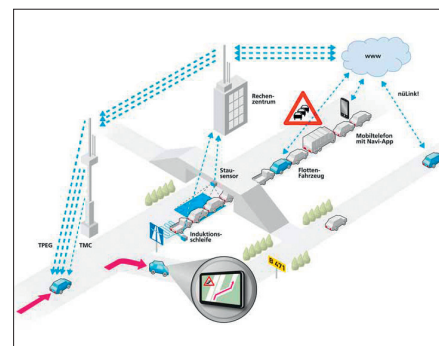 www
Rechen-
zentrum
nüLink!
Mobiltelefon
mit Navi-App
Stau-
sensor
Flotten-
Fahrzeug
Induktions-
schleife
TPEG
TMC
B 471